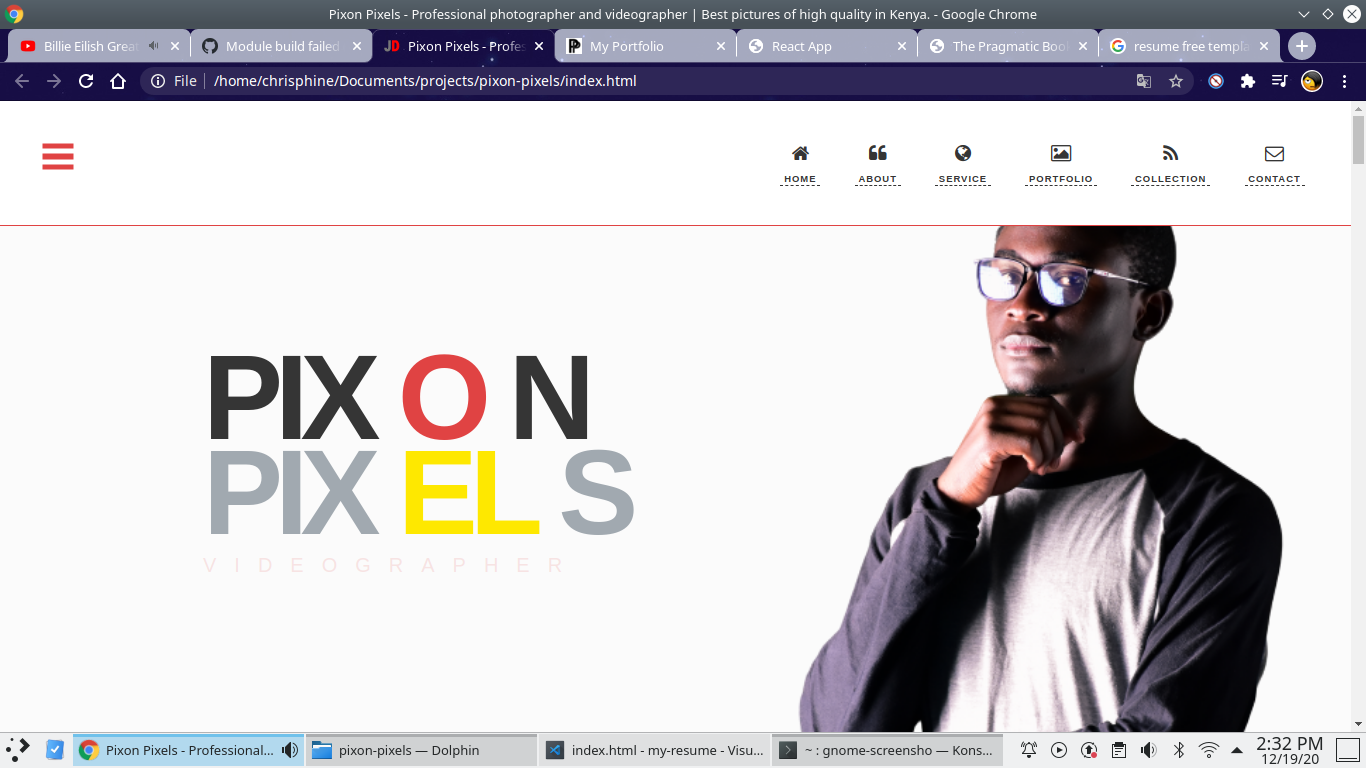 Pixon Pixels - Professional photographer and videographer | Best pictures of high quality in Kenya. - Google Chrome
Billie Eilish Great
Module build failed
JD Pixon Pixels - Profes
P My Portfolio
React App
The Pragmatic Boo
resume free templa
File /home/chrisphine/Documents/projects/pixon-pixels/index.html
HOME
ABOUT
SERVICE
PORTFOLIO
COLLECTION
CONTACT
PIXON
PIXELS
VIDEOGRAPHER
Pixon Pixels - Professional...
pixon-pixels — Dolphin
index.html - my-resume - Visu...
~ : gnome-screensho — Kons...
2:32 PM
12/19/20